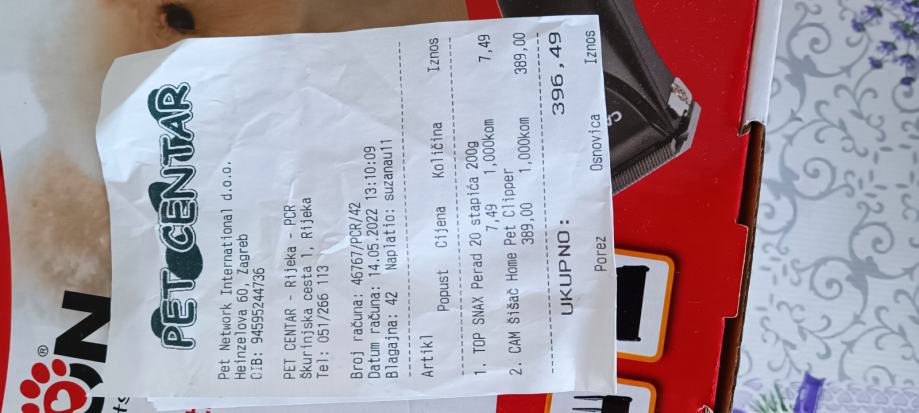 PET CENTAR
Pet Network International d.o.o.
Heinzelova 60, Zagreb
OIB: 94595244736
PET CENTAR - Rijeka - PCR
Škurinjska cesta 1, Rijeka
Tel: 051/266 113
Broj računa: 46767/PCR/42
Datum računa: 14.05.2022 13:10:09
Blagajna: 42 Naplatio: suzanau11
Artikl
Popust Cijena Količina Iznos
1. TOP SNAX Perad 20 stapića 200g
7,49 1,000kom 7,49
2. CAM Šišač Home Pet Clipper
389,00 1,000kom 389,00
UKUPNO: 396,49
Porez Osnovica Iznos
ON
®